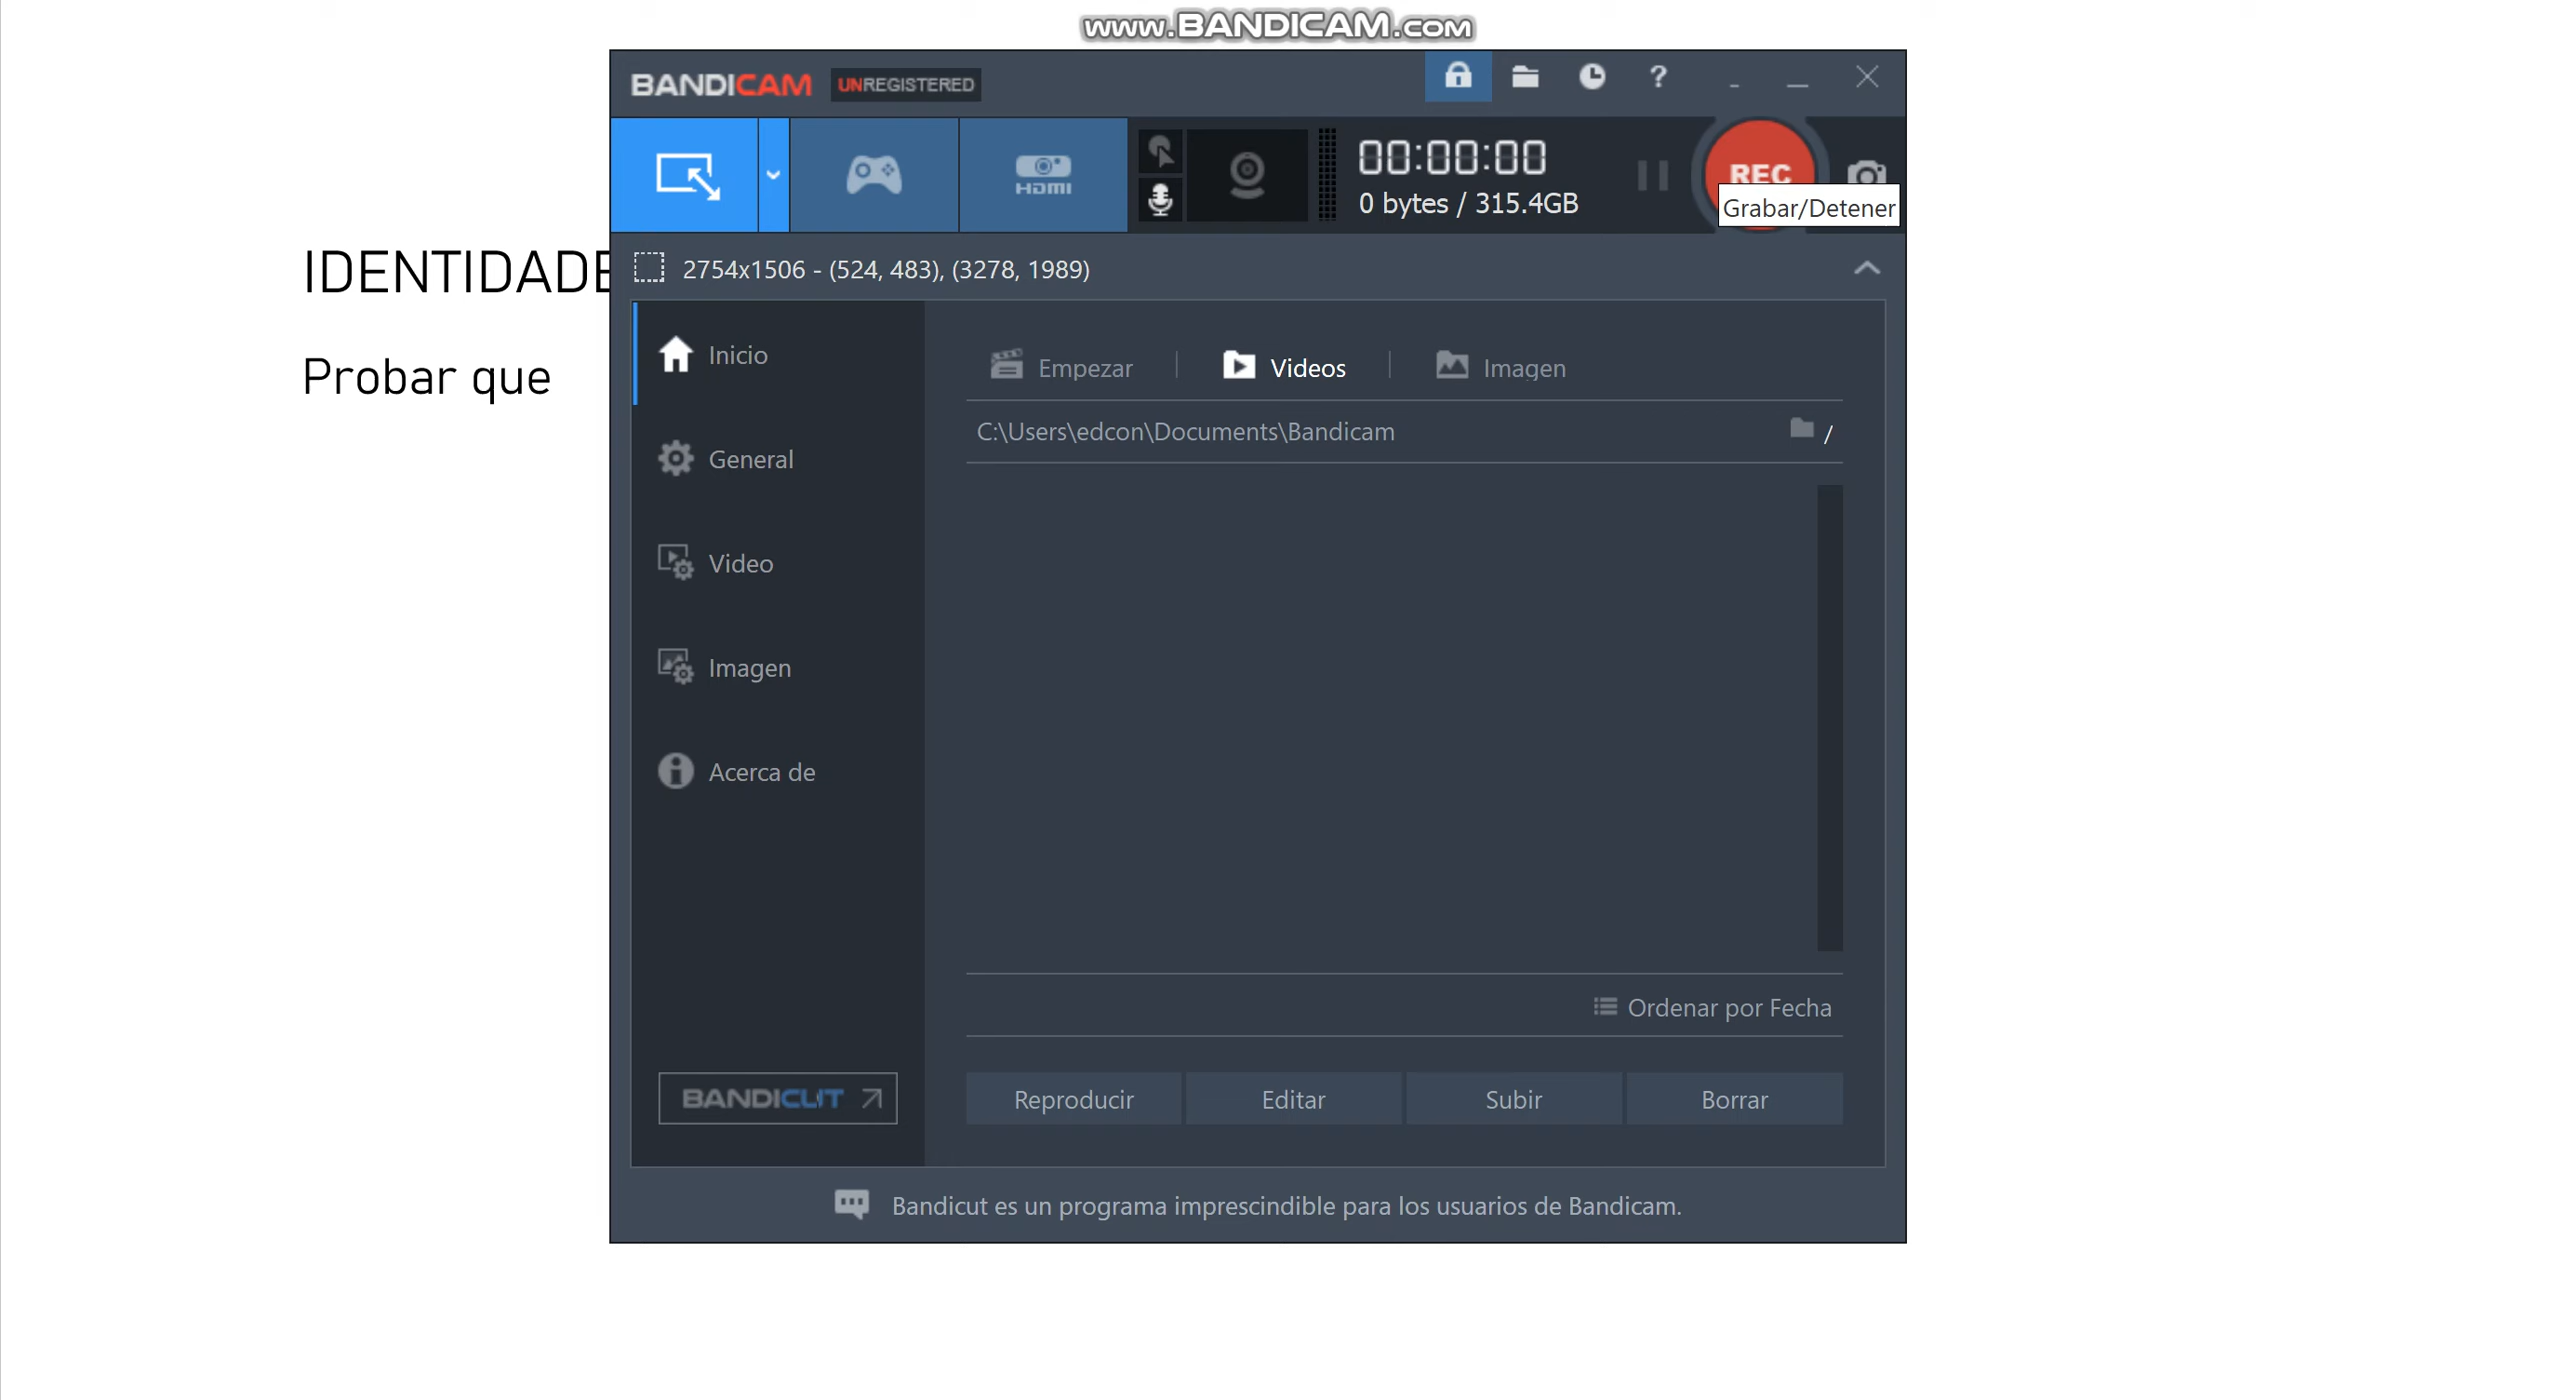 www.BANDICAM.com
BANDICAM UNREGISTERED ?
HDMI
00:00:00
0 bytes / 315.4GB
REC
Grabar/Detener
IDENTIDADE
2754x1506 - (524, 483), (3278, 1989)
Probar que
Inicio
General
Video
Imagen
Acerca de
BANDICUT
Empezar | Videos | Imagen
C:\Users\edcon\Documents\Bandicam /
Ordenar por Fecha
Reproducir Editar Subir Borrar
Bandicut es un programa imprescindible para los usuarios de Bandicam.